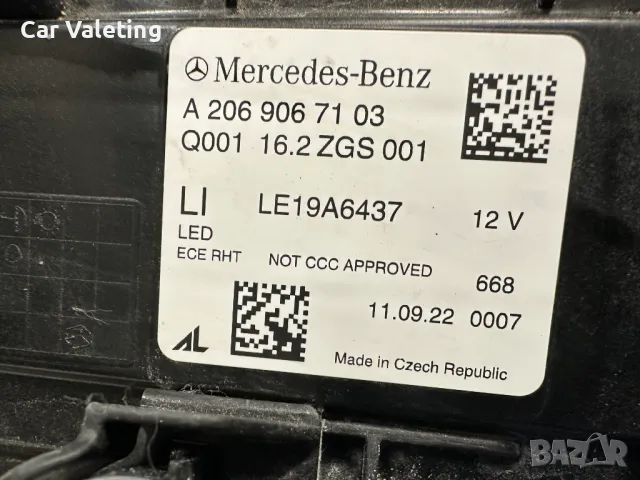 Car Valeting
Mercedes-Benz
A 206 906 71 03
Q001 16.2 ZGS 001
LI LE19A6437 12 V
LED
ECE RHT NOT CCC APPROVED 668
11.09.22 0007
AL
Made in Czech Republic
BAZAR